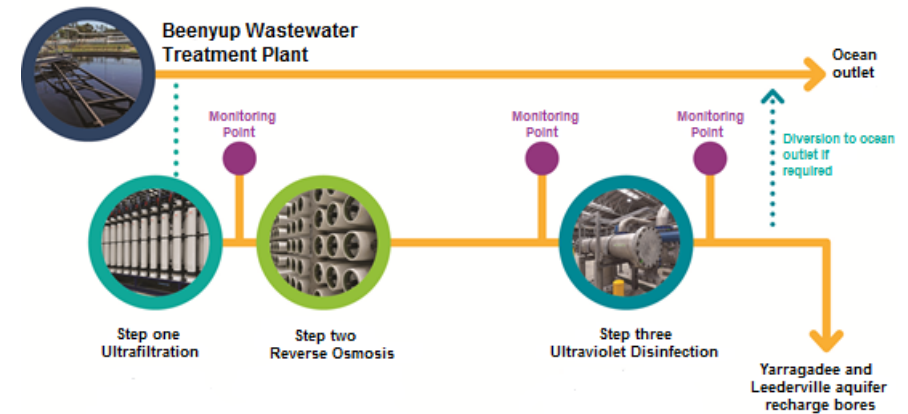 Beenyup Wastewater
Treatment Plant
Ocean
outlet
Monitoring
Point
Monitoring
Point
Monitoring
Point
Diversion to ocean
outlet if
required
Step one
Ultrafiltration
Step two
Reverse Osmosis
Step three
Ultraviolet Disinfection
Yarragadee and
Leederville aquifer
recharge bores